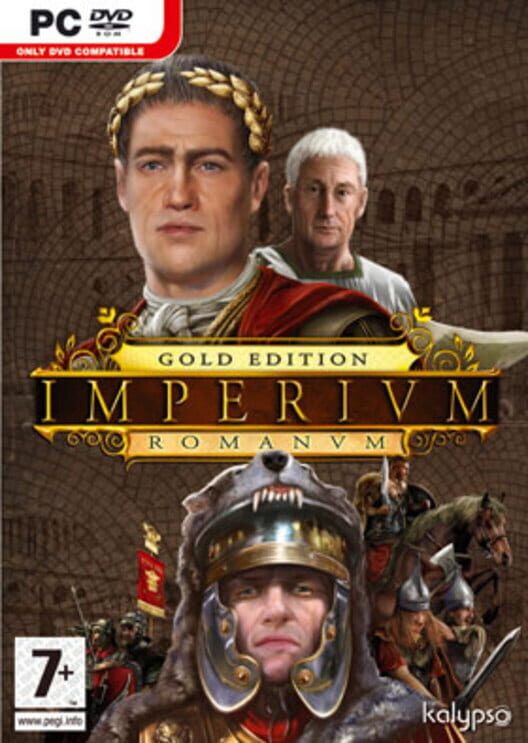 PC DVD
ROM
ONLY DVD COMPATIBLE
GOLD EDITION
IMPERIVM
ROMANVM
7+
www.pegi.info
kalypso